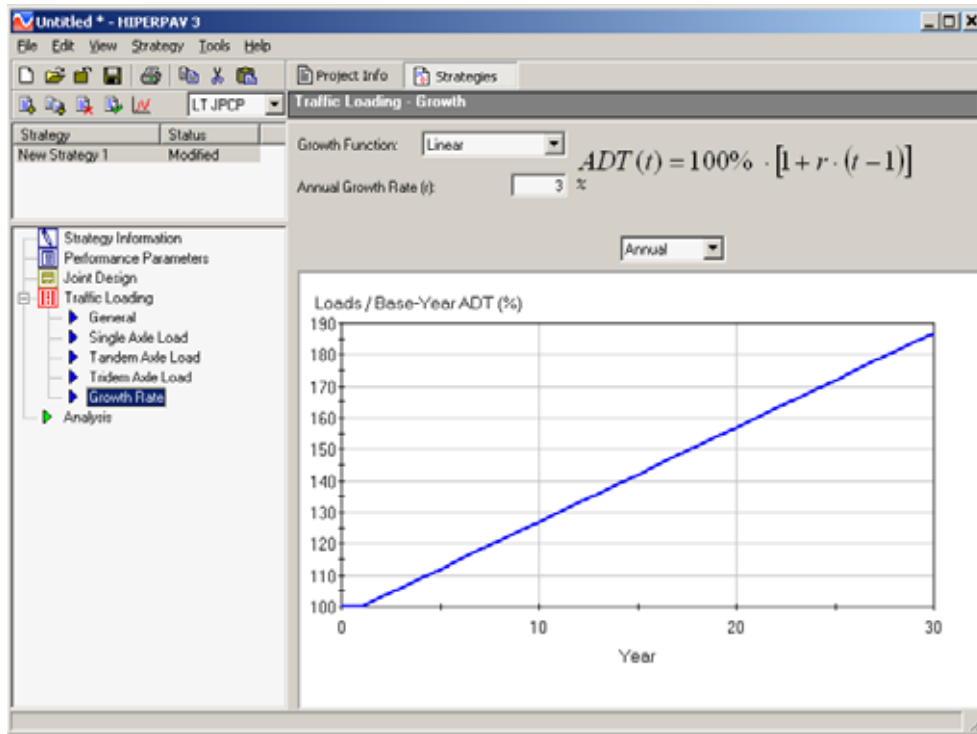 Untitled * - HIPERPAV 3
File Edit View Strategy Tools Help
LT JPCP
Strategy Status
New Strategy 1 Modified
Strategy Information
Performance Parameters
Joint Design
Traffic Loading
General
Single Axle Load
Tandem Axle Load
Tridem Axle Load
Growth Rate
Analysis
Project Info Strategies
Traffic Loading - Growth
Growth Function: Linear
ADT(t) = 100% · [1 + r · (t − 1)]
Annual Growth Rate (r): 3 %
Annual
Loads / Base-Year ADT (%)
190
180
170
160
150
140
130
120
110
100
0 10 20 30
Year